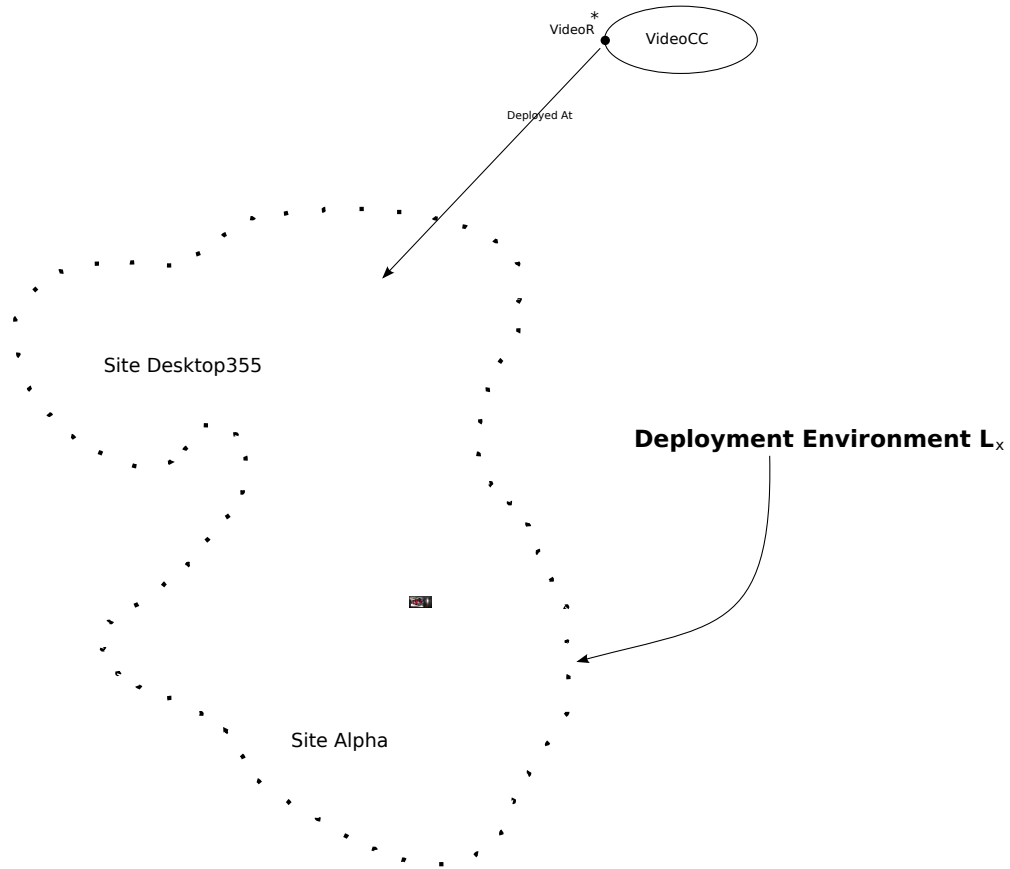 *
VideoR
VideoCC
Deployed At
Site Desktop355
Deployment Environment Lₓ
Site Alpha